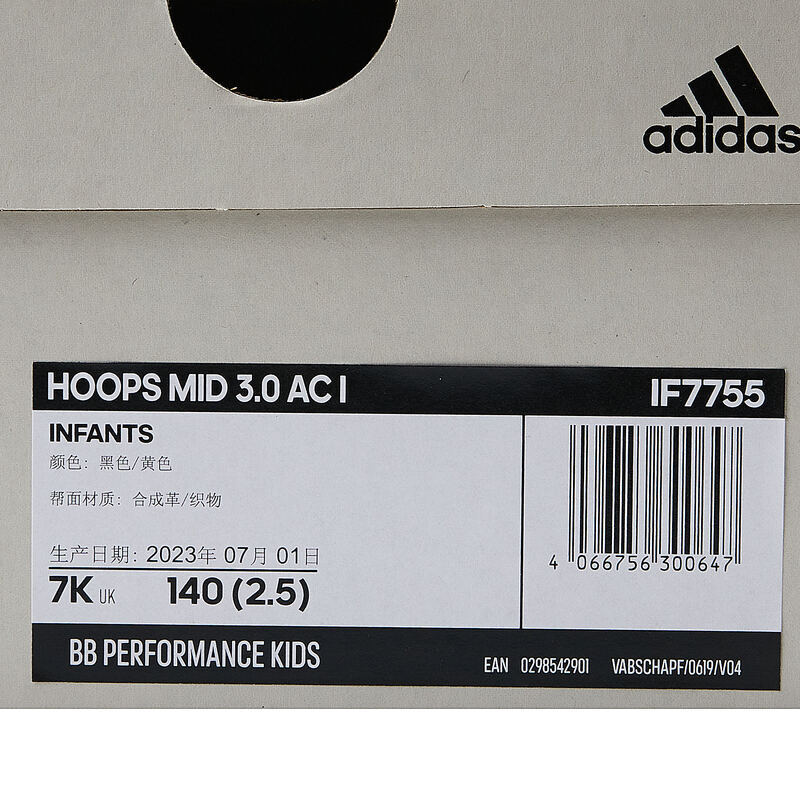 adidas
HOOPS MID 3.0 AC I
IF7755
INFANTS
颜色: 黑色/黄色
帮面材质: 合成革/织物
生产日期: 2023年 07月 01日
7K UK 140 (2.5)
4 066756 300647
BB PERFORMANCE KIDS
EAN 0298542901 VABSCHAPF/0619/V04